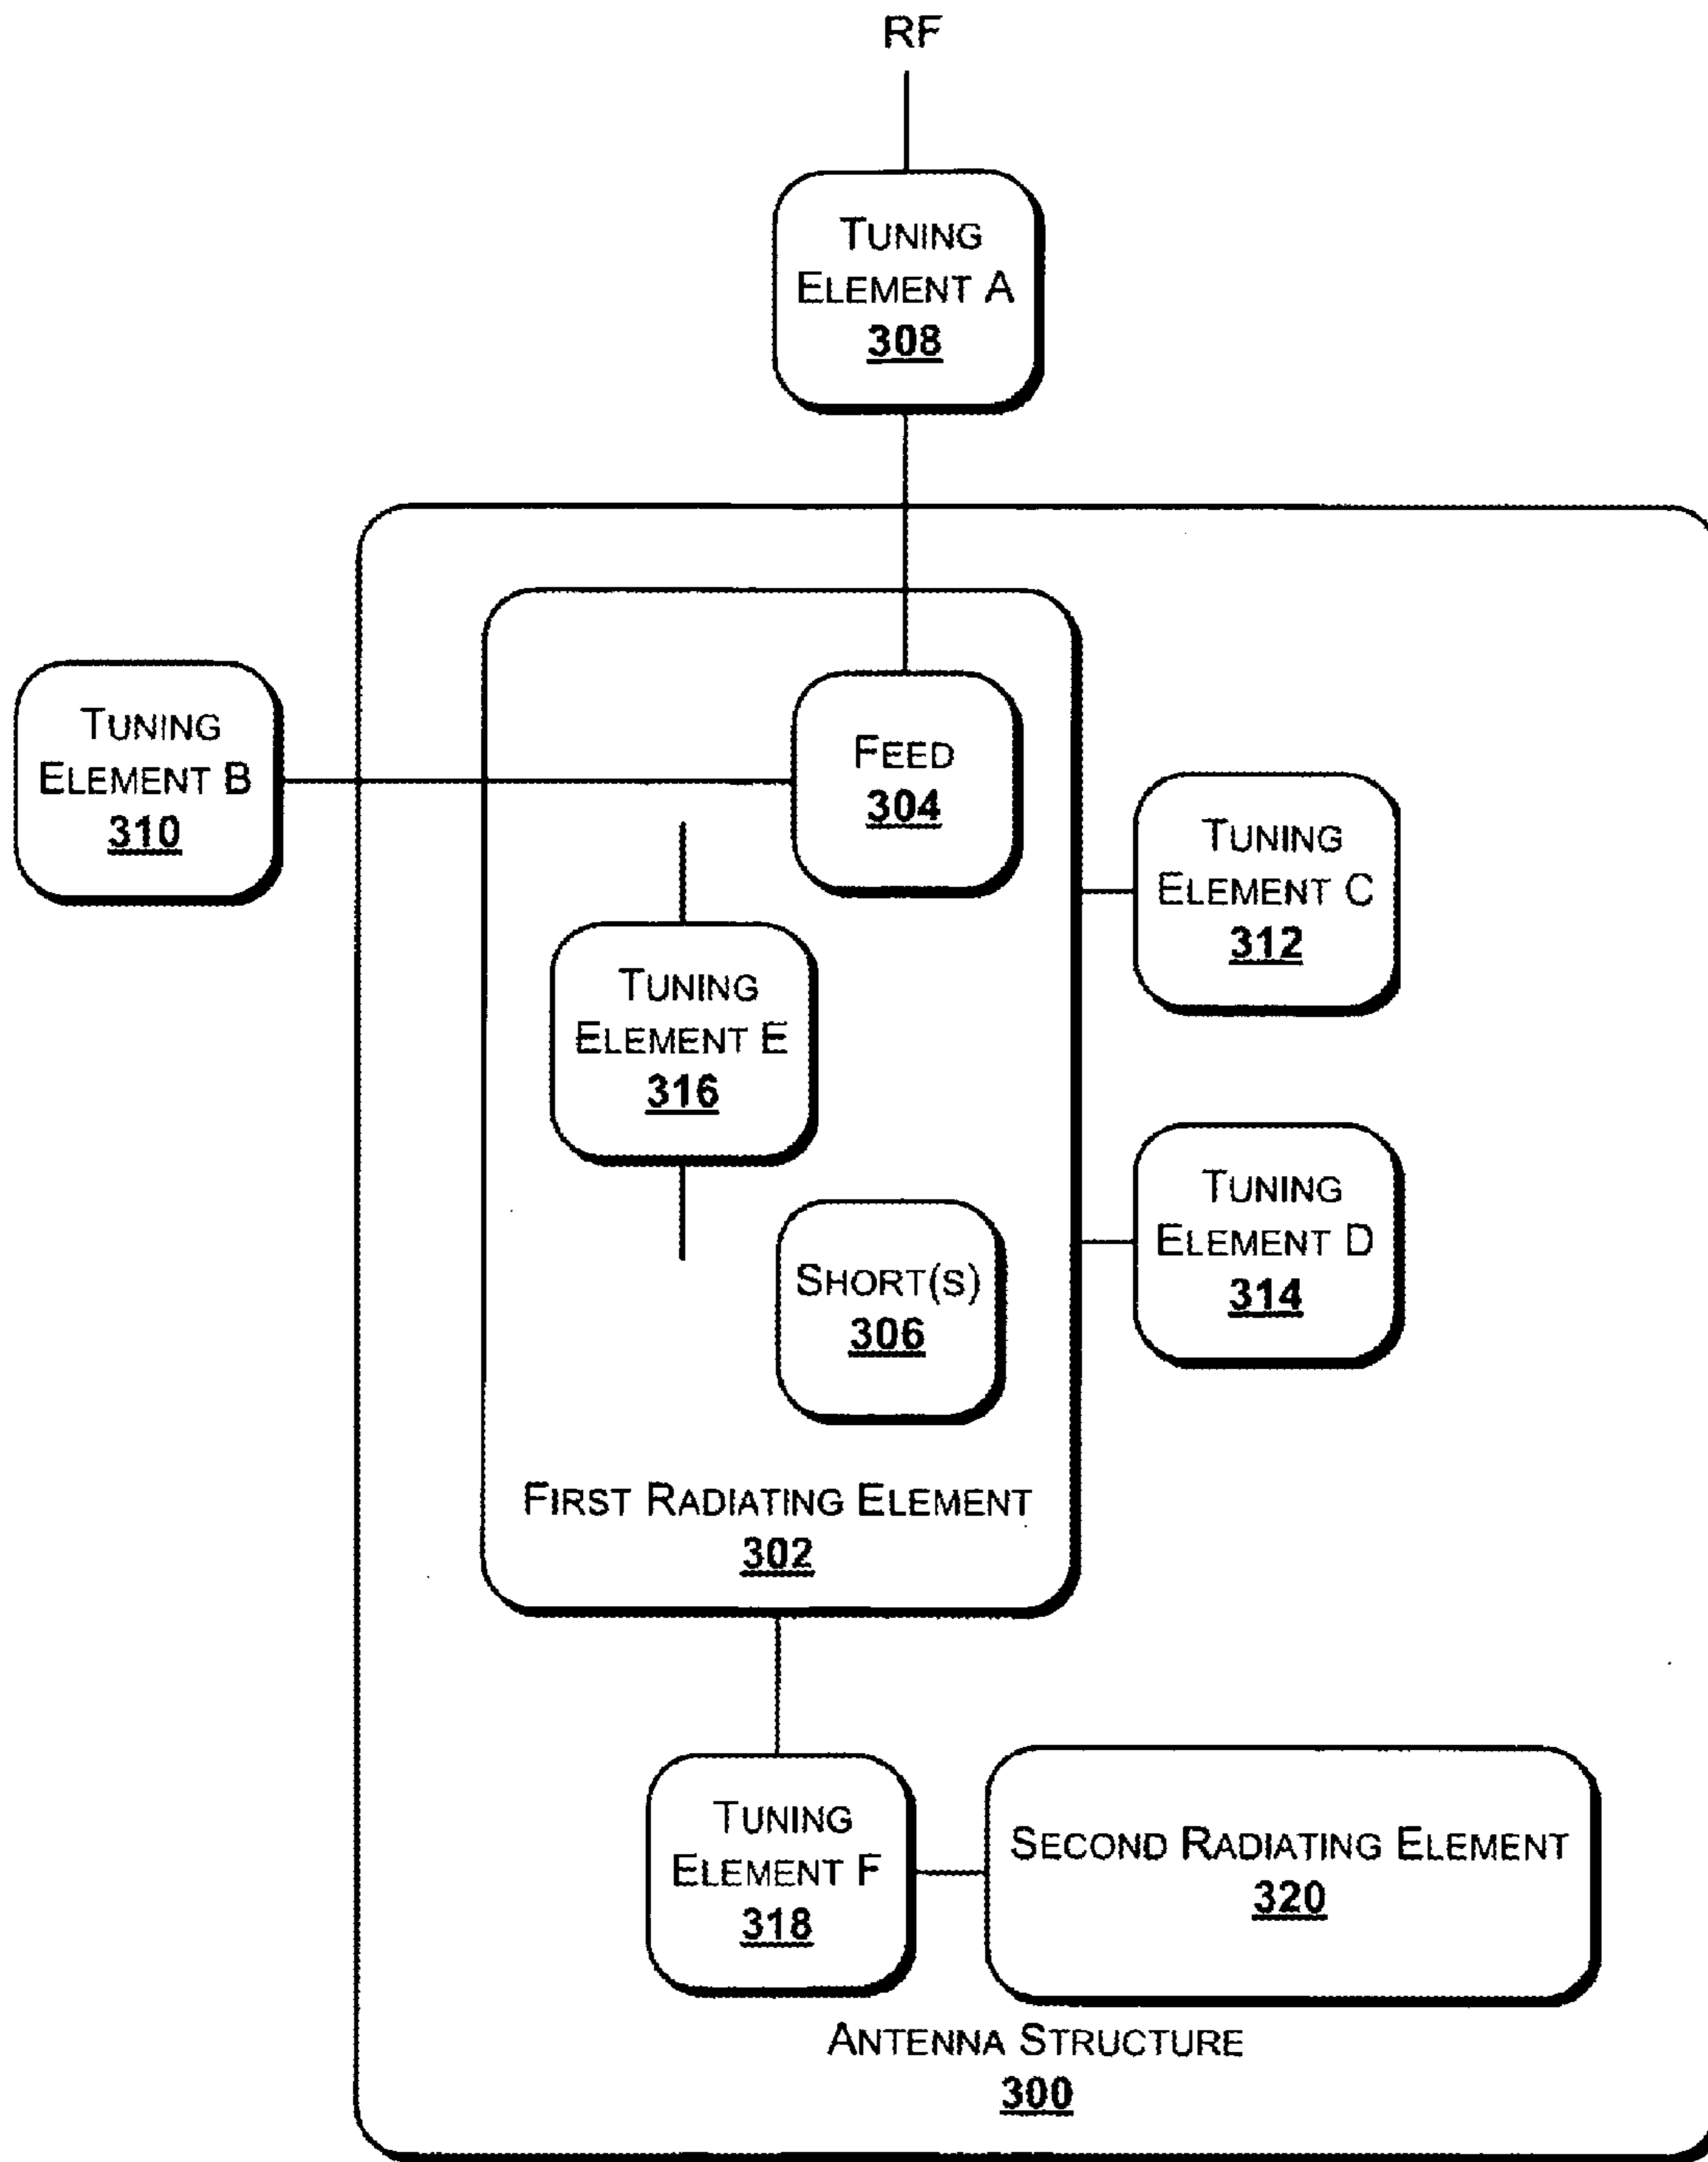 RF
TUNING
ELEMENT A
308
TUNING
ELEMENT B
310
FEED
304
TUNING
ELEMENT C
312
TUNING
ELEMENT E
316
TUNING
ELEMENT D
314
SHORT(S)
306
FIRST RADIATING ELEMENT
302
TUNING
ELEMENT F
318
SECOND RADIATING ELEMENT
320
ANTENNA STRUCTURE
300